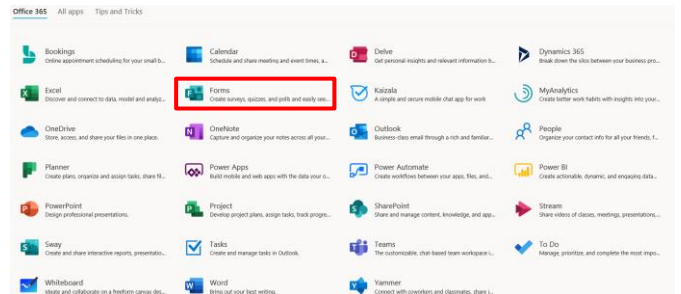 Office 365 All apps Tips and Tricks
Bookings
Online appointment scheduling for your small b...
Calendar
Schedule and share meeting and event times, a...
Delve
Get personal insights and relevant information b...
Dynamics 365
Break down the silos between your business pro...
Excel
Discover and connect to data, model and analyz...
Forms
Create surveys, quizzes, and polls and easily see...
Kaizala
A simple and secure mobile chat app for work
MyAnalytics
Create better work habits with insights into your...
OneDrive
Store, access, and share your files in one place.
OneNote
Capture and organize your notes across all your...
Outlook
Business-class email through a rich and familiar...
People
Organize your contact info for all your friends, f...
Planner
Create plans, organize and assign tasks, share fil...
Power Apps
Build mobile and web apps with the data your o...
Power Automate
Create workflows between your apps, files, and...
Power BI
Create actionable, dynamic, and engaging data...
PowerPoint
Design professional presentations.
Project
Develop project plans, assign tasks, track progre...
SharePoint
Share and manage content, knowledge, and app...
Stream
Share videos of classes, meetings, presentations,...
Sway
Create and share interactive reports, presentatio...
Tasks
Create and manage tasks in Outlook.
Teams
The customizable, chat-based team workspace i...
To Do
Manage, prioritize, and complete the most impo...
Whiteboard
Ideate and collaborate on a freeform canvas des...
Word
Bring out your best writing.
Yammer
Connect with coworkers and classmates, share i...